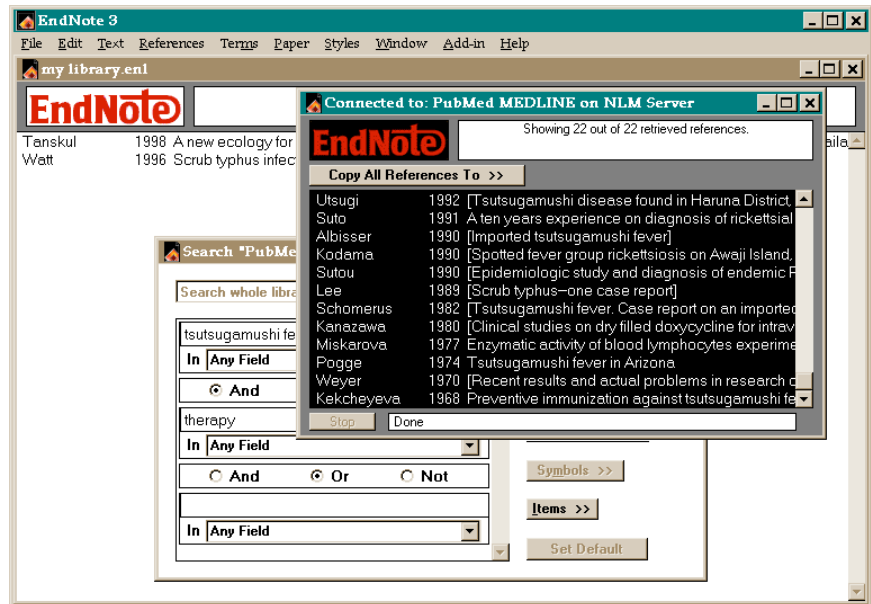 EndNote 3
File Edit Text References Terms Paper Styles Window Add-in Help
my library.enl
EndNote
Tanskul 1998 A new ecology for
Watt 1996 Scrub typhus infec
aila
Connected to: PubMed MEDLINE on NLM Server
EndNote
Showing 22 out of 22 retrieved references.
Copy All References To >>
Utsugi 1992 [Tsutsugamushi disease found in Haruna District,
Suto 1991 A ten years experience on diagnosis of rickettsial
Albisser 1990 [Imported tsutsugamushi fever]
Kodama 1990 [Spotted fever group rickettsiosis on Awaji Island,
Sutou 1990 [Epidemiologic study and diagnosis of endemic
Lee 1989 [Scrub typhus—one case report]
Schomerus 1982 [Tsutsugamushi fever. Case report on an imported
Kanazawa 1980 [Clinical studies on dry filled doxycycline for intrav
Miskarova 1977 Enzymatic activity of blood lymphocytes experime
Pogge 1974 Tsutsugamushi fever in Arizona
Weyer 1970 [Recent results and actual problems in research
Kekcheyeva 1968 Preventive immunization against tsutsugamushi fe
Stop Done
Search "PubMe
Search whole libra
tsutsugamushi fe
In Any Field
And
therapy
In Any Field
And Or Not
In Any Field
Symbols >>
Items >>
Set Default